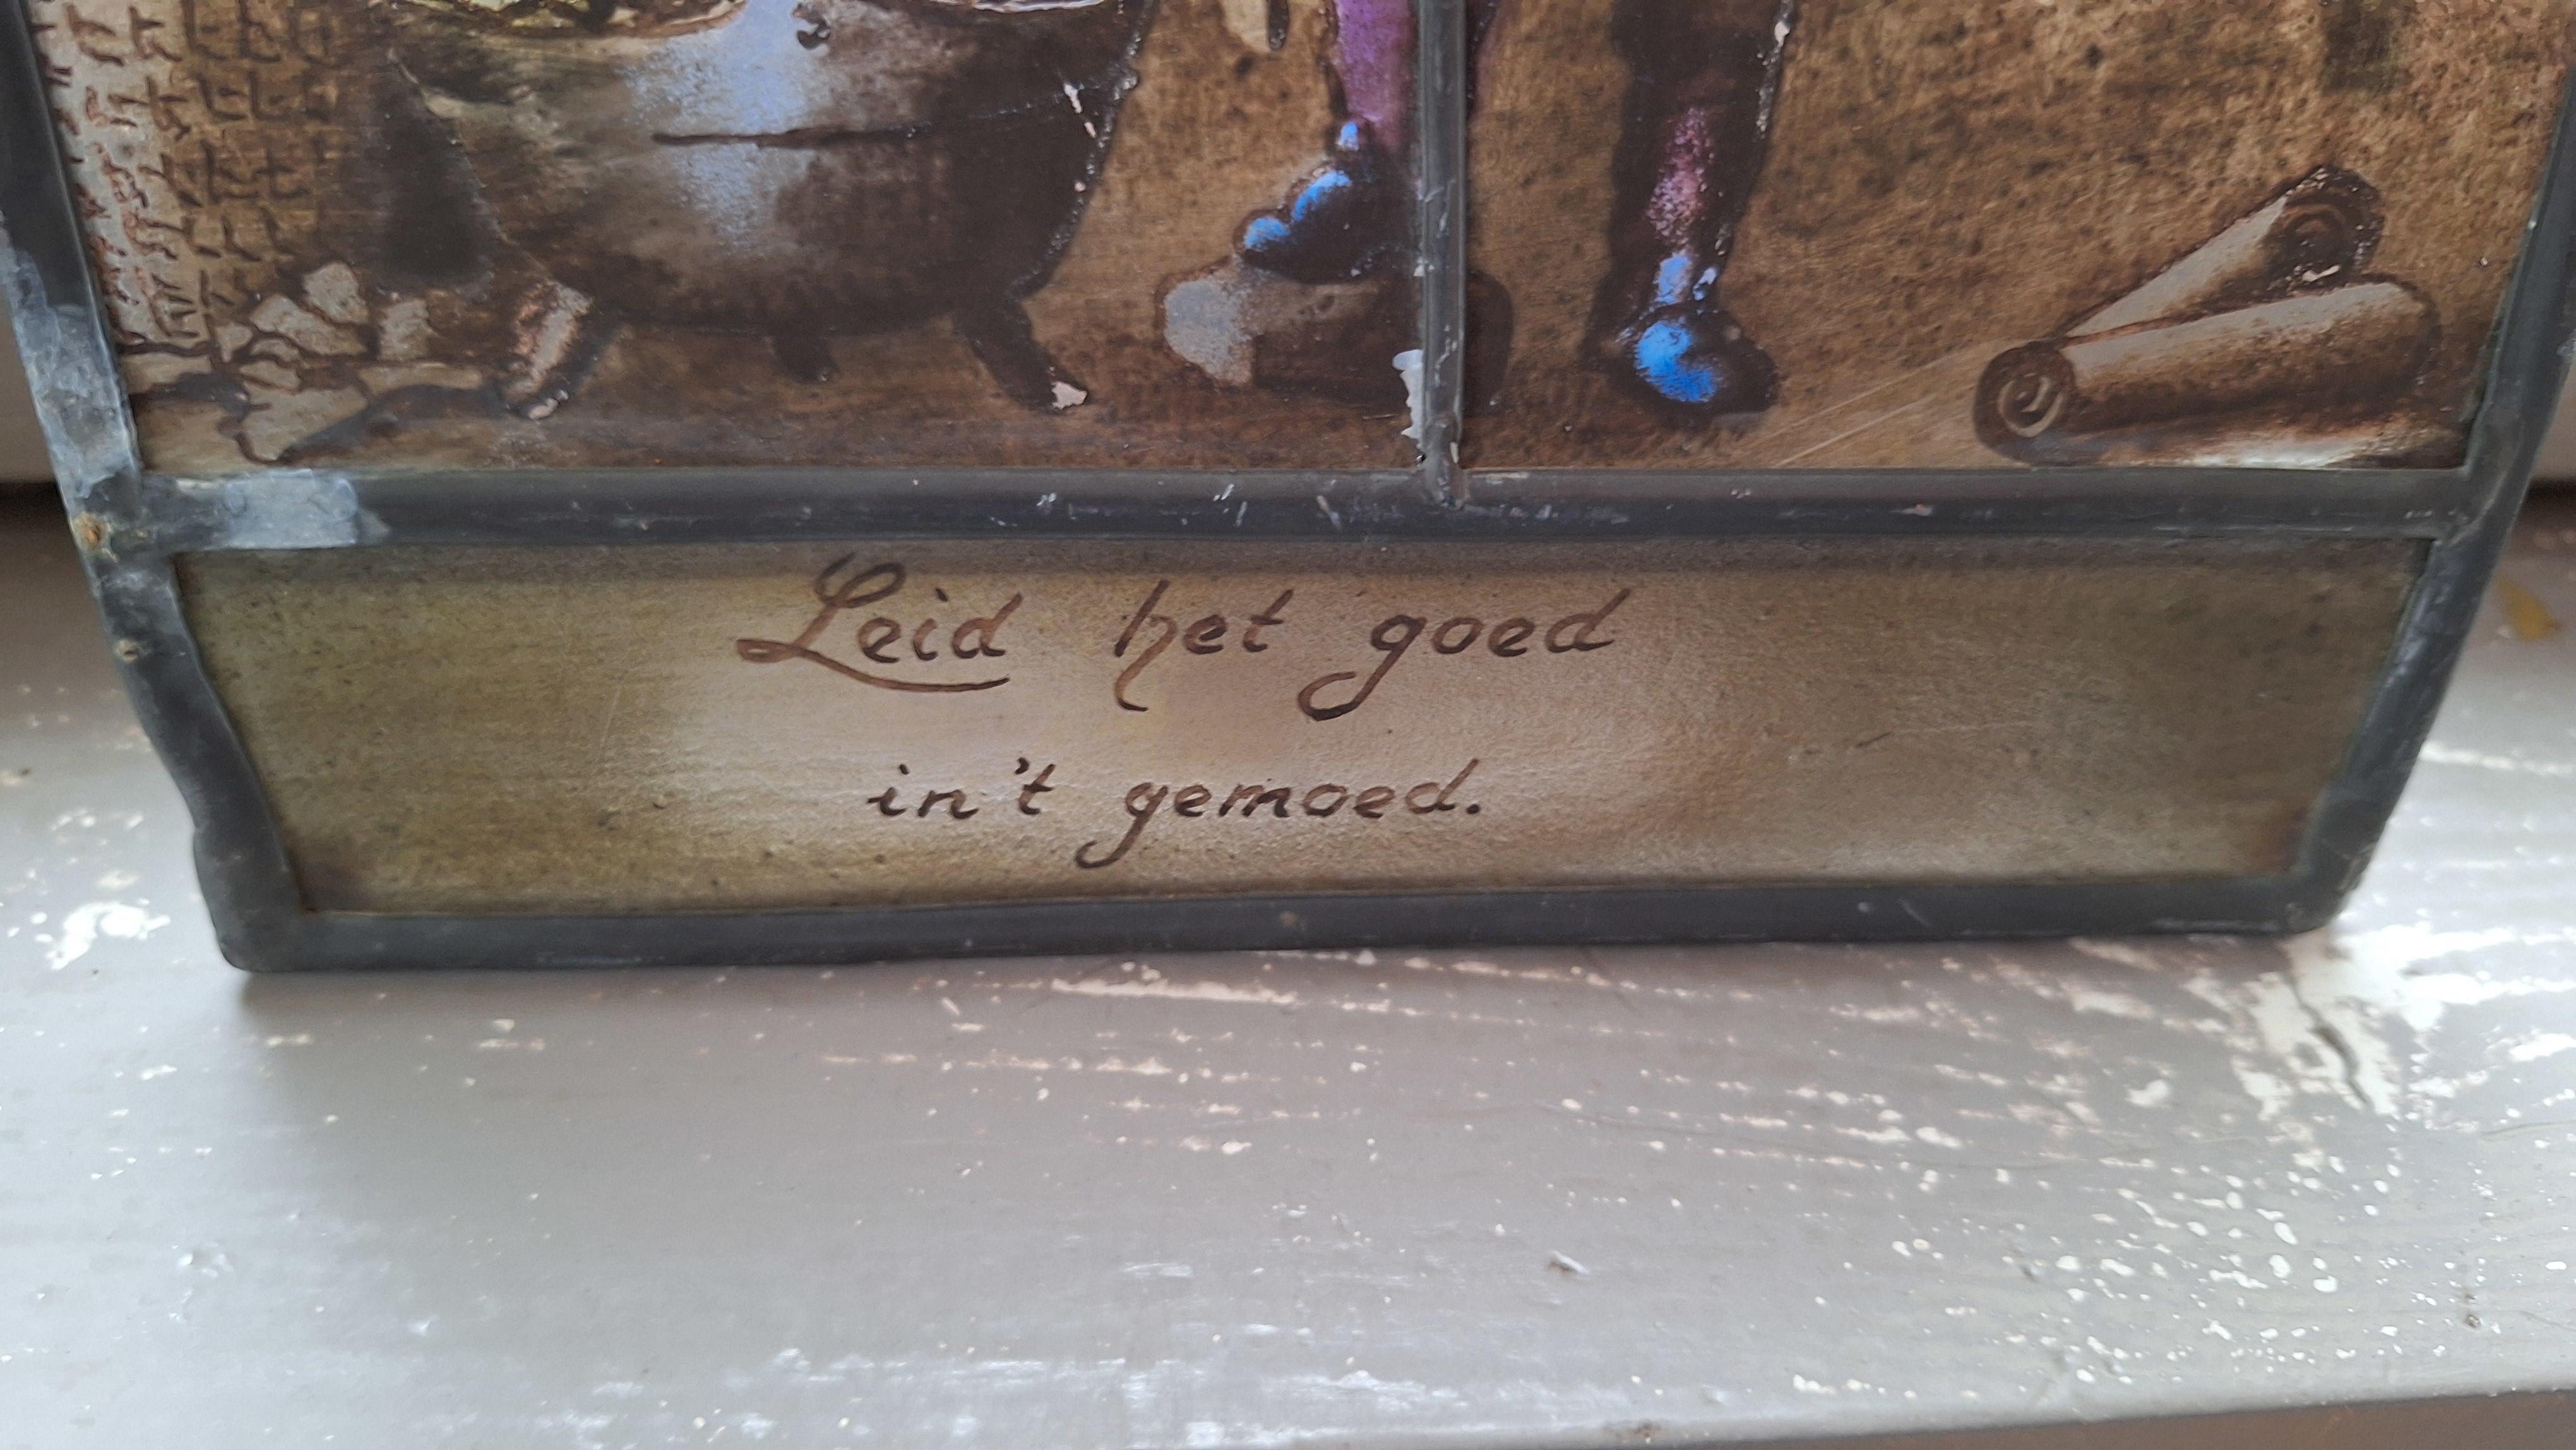 Leid het goed
in't gemoed.